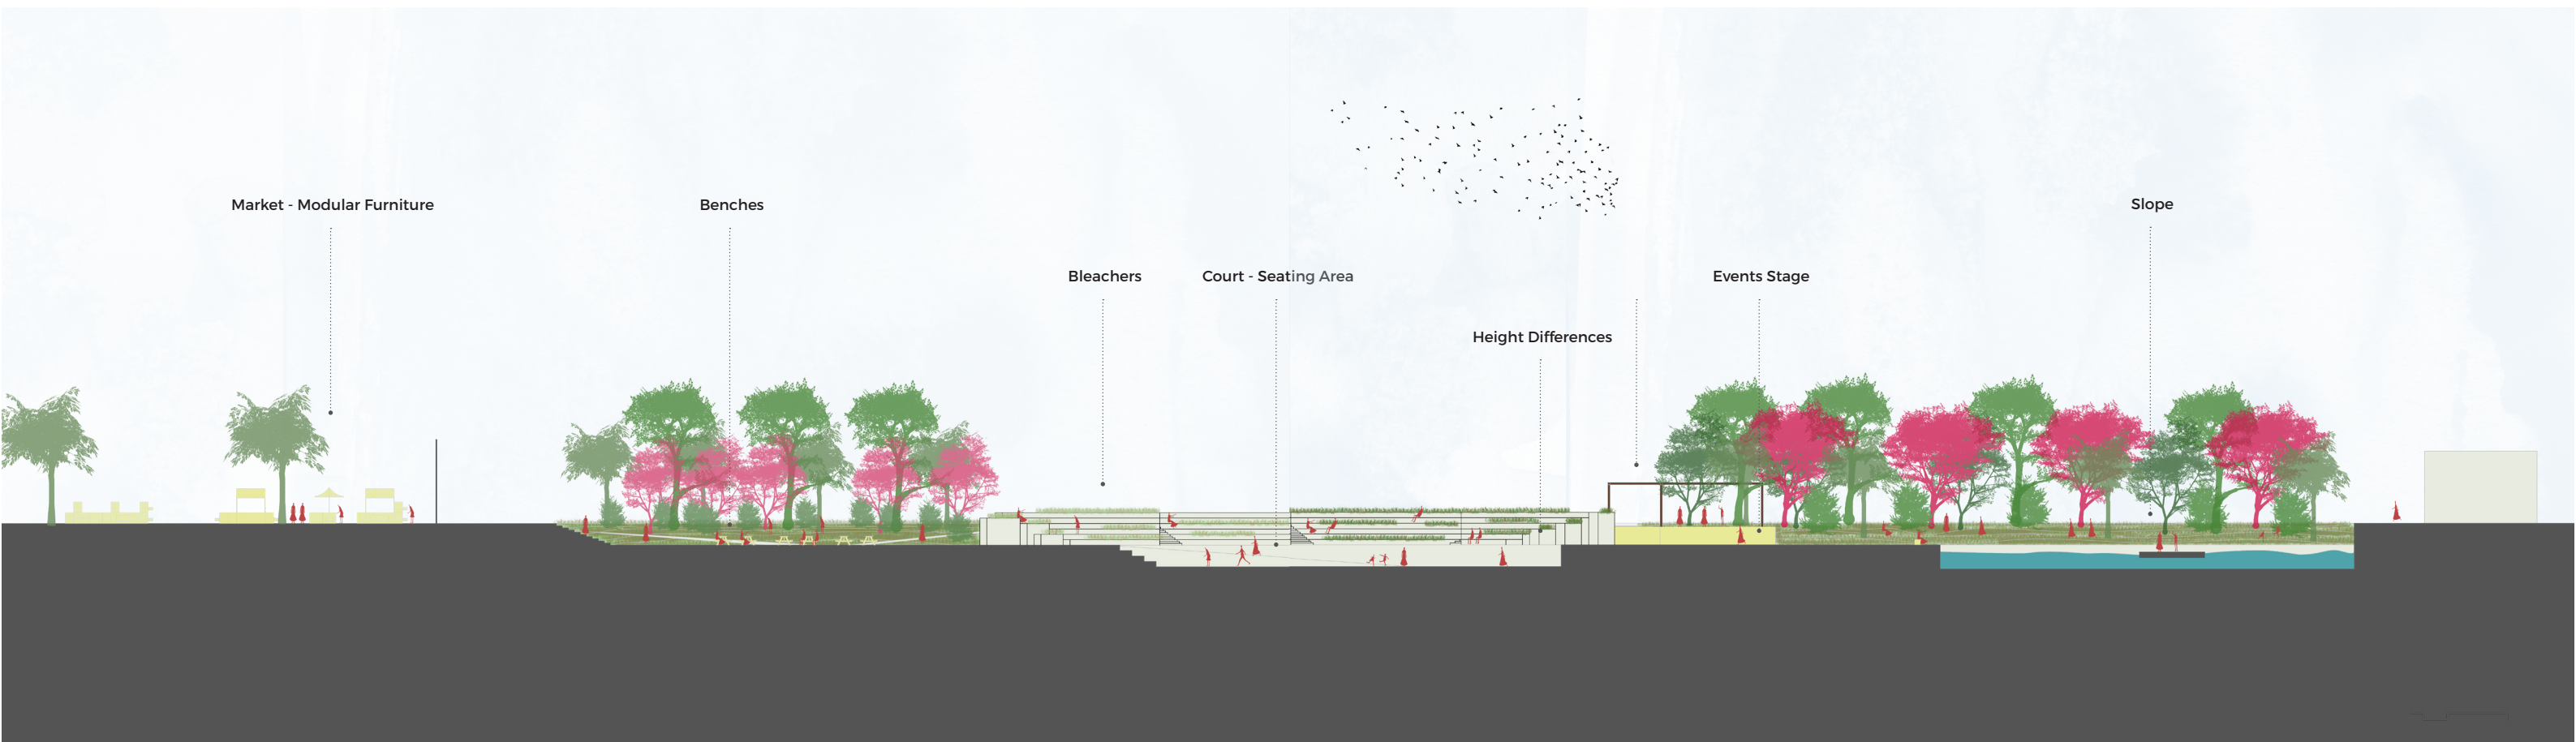 Market - Modular Furniture
Benches
Slope
Bleachers
Court - Seating Area
Events Stage
Height Differences